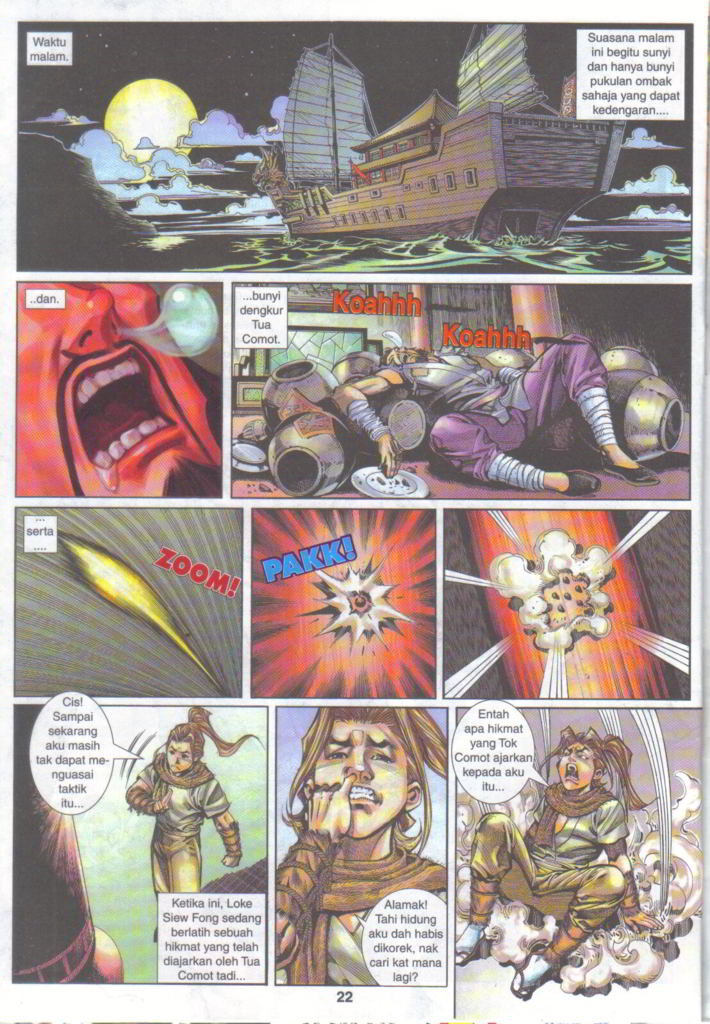 Waktu
malam.
Suasana malam
ini begitu sunyi
dan hanya bunyi
pukulan ombak
sahaja yang dapat
kedengaran....
..dan.
...bunyi
dengkur
Tua
Comot.
Koahhh
Koahhh
...
serta
....
ZOOM!
PAKK!
Cis!
Sampai
sekarang
aku masih
tak dapat me-
nguasai
taktik
itu...
Ketika ini, Loke
Siew Fong sedang
berlatih sebuah
hikmat yang telah
diajarkan oleh Tua
Comot tadi...
Alamak!
Tahi hidung
aku dah habis
dikorek, nak
cari kat mana
lagi?
Entah
apa hikmat
yang Tok
Comot ajarkan
kepada aku
itu...
22